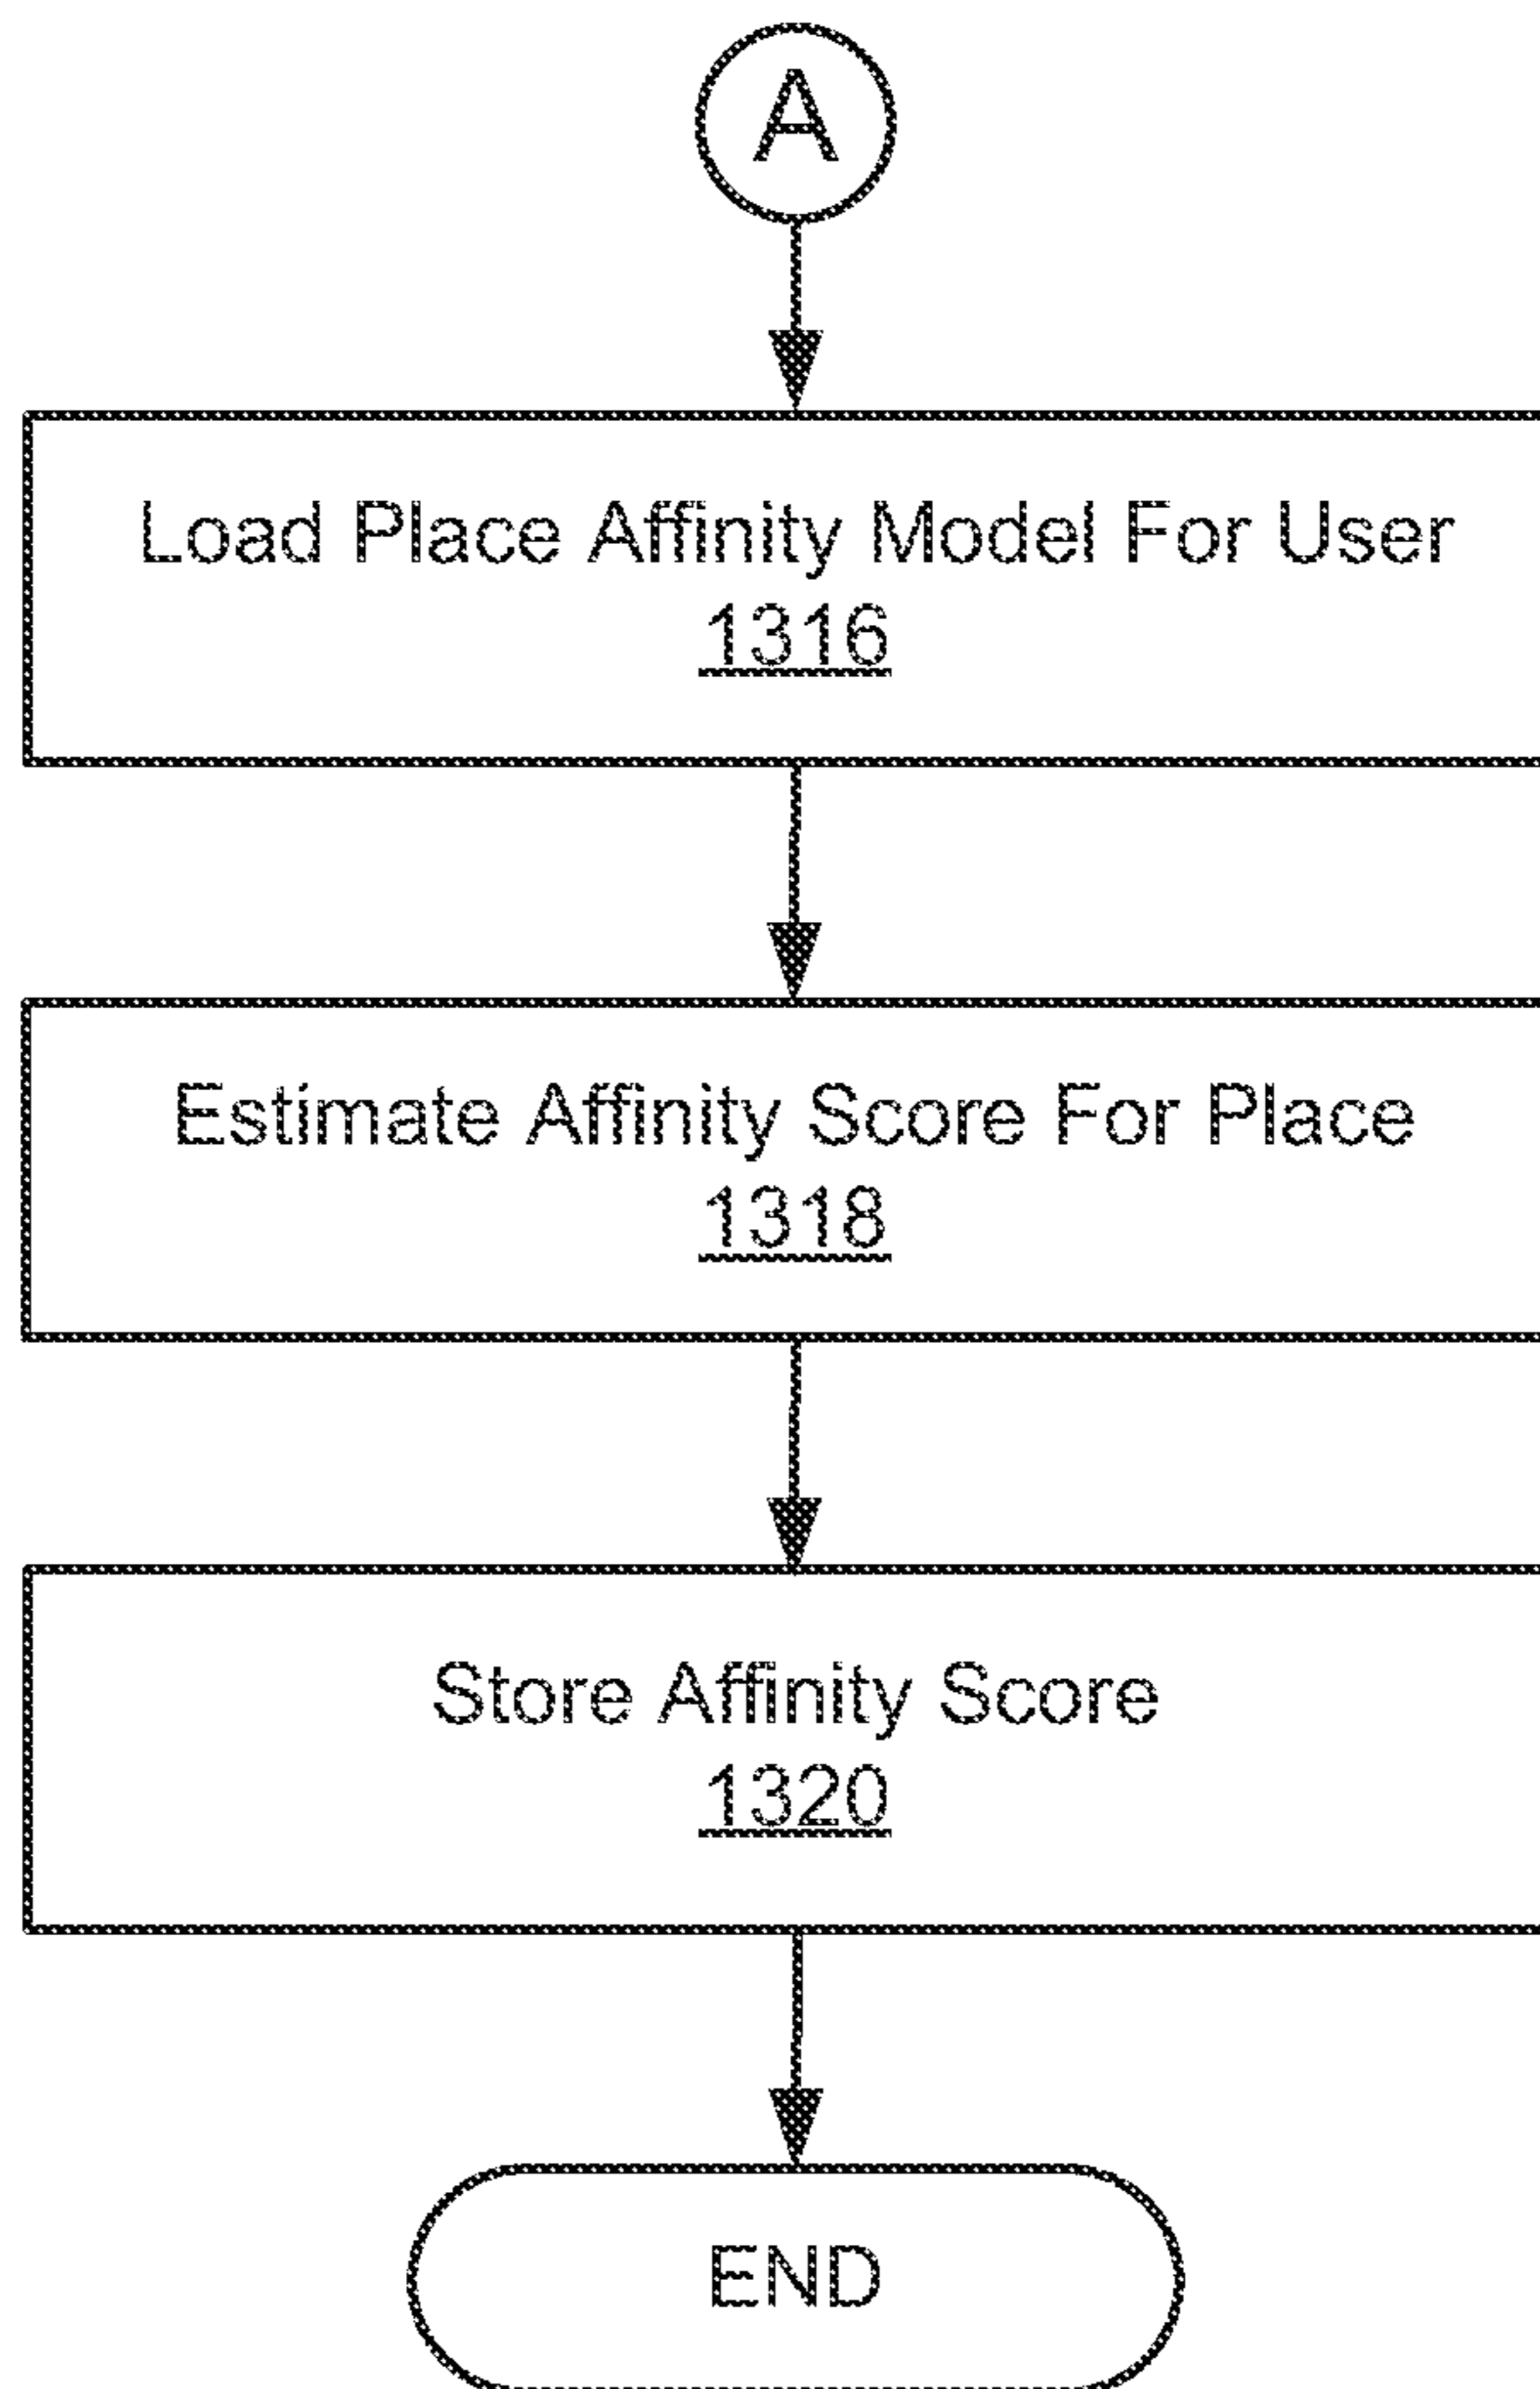 A
Load Place Affinity Model For User
1316
Estimate Affinity Score For Place
1318
Store Affinity Score
1320
END